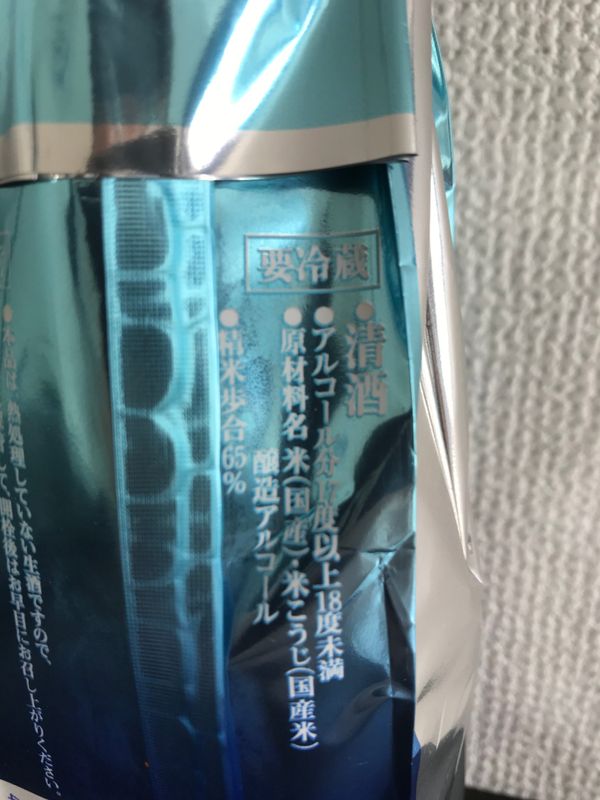 要冷蔵
●清酒
●アルコール分17度以上18度未満
●原材料名 米(国産)・米こうじ(国産米)
醸造アルコール
●精米歩合65%
●本品は、熱処理していない生酒ですので、
して、開栓後はお早目にお召し上がりください。